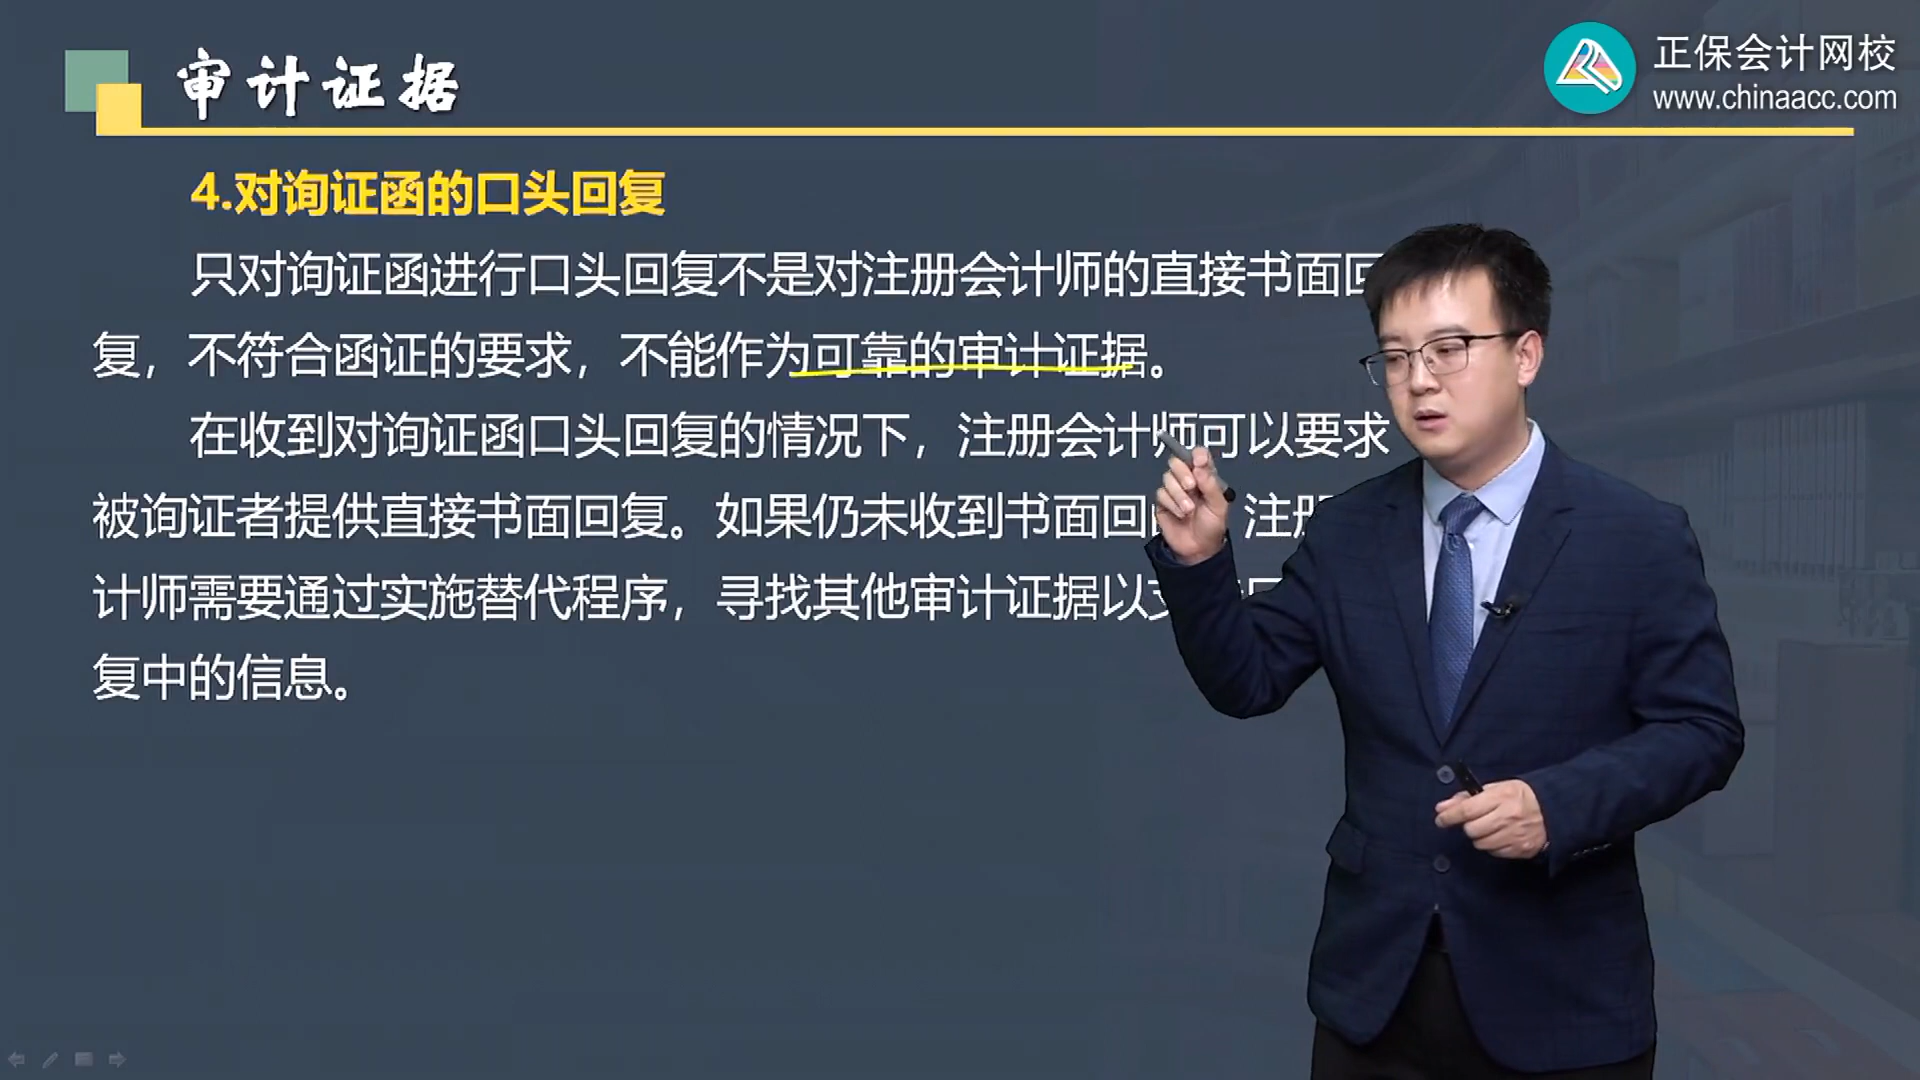 审计证据
正保会计网校
www.chinaacc.com
4.对询证函的口头回复
只对询证函进行口头回复不是对注册会计师的直接书面回
复，不符合函证的要求，不能作为可靠的审计证据。
在收到对询证函口头回复的情况下，注册会计师可以要求
被询证者提供直接书面回复。如果仍未收到书面回 注册
计师需要通过实施替代程序，寻找其他审计证据以
复中的信息。